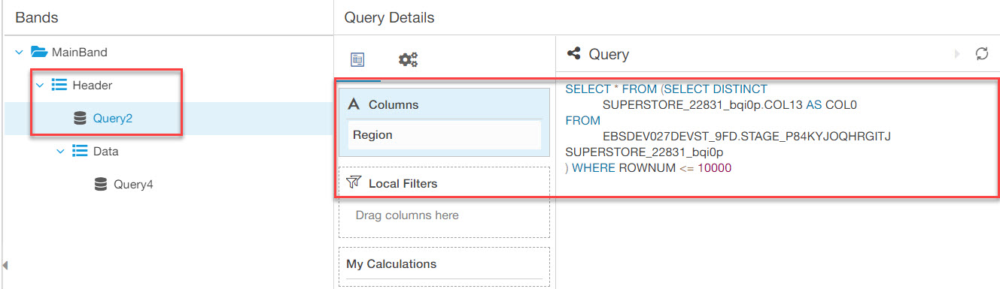 Bands
MainBand
Header
Query2
Data
Query4
Query Details
Columns
Region
Local Filters
Drag columns here
My Calculations
Query
SELECT * FROM (SELECT DISTINCT
SUPERSTORE_22831_bqi0p.COL13 AS COL0
FROM
EBSDEV027DEVST_9FD.STAGE_P84KYJOQHRGITJ
SUPERSTORE_22831_bqi0p
) WHERE ROWNUM <= 10000